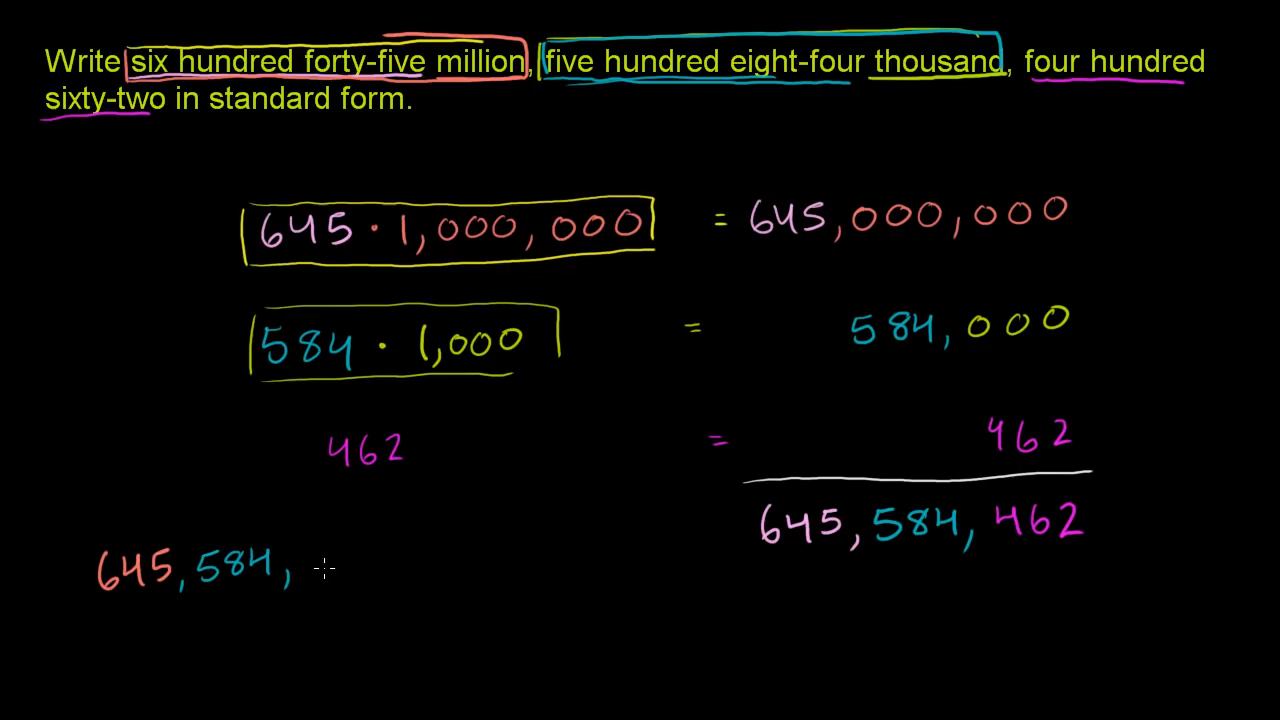 Write six hundred forty-five million, five hundred eight-four thousand, four hundred
sixty-two in standard form.
645 · 1,000,000 = 645,000,000
584 · 1,000 = 584,000
462 = 462
645,584,462
645,584,